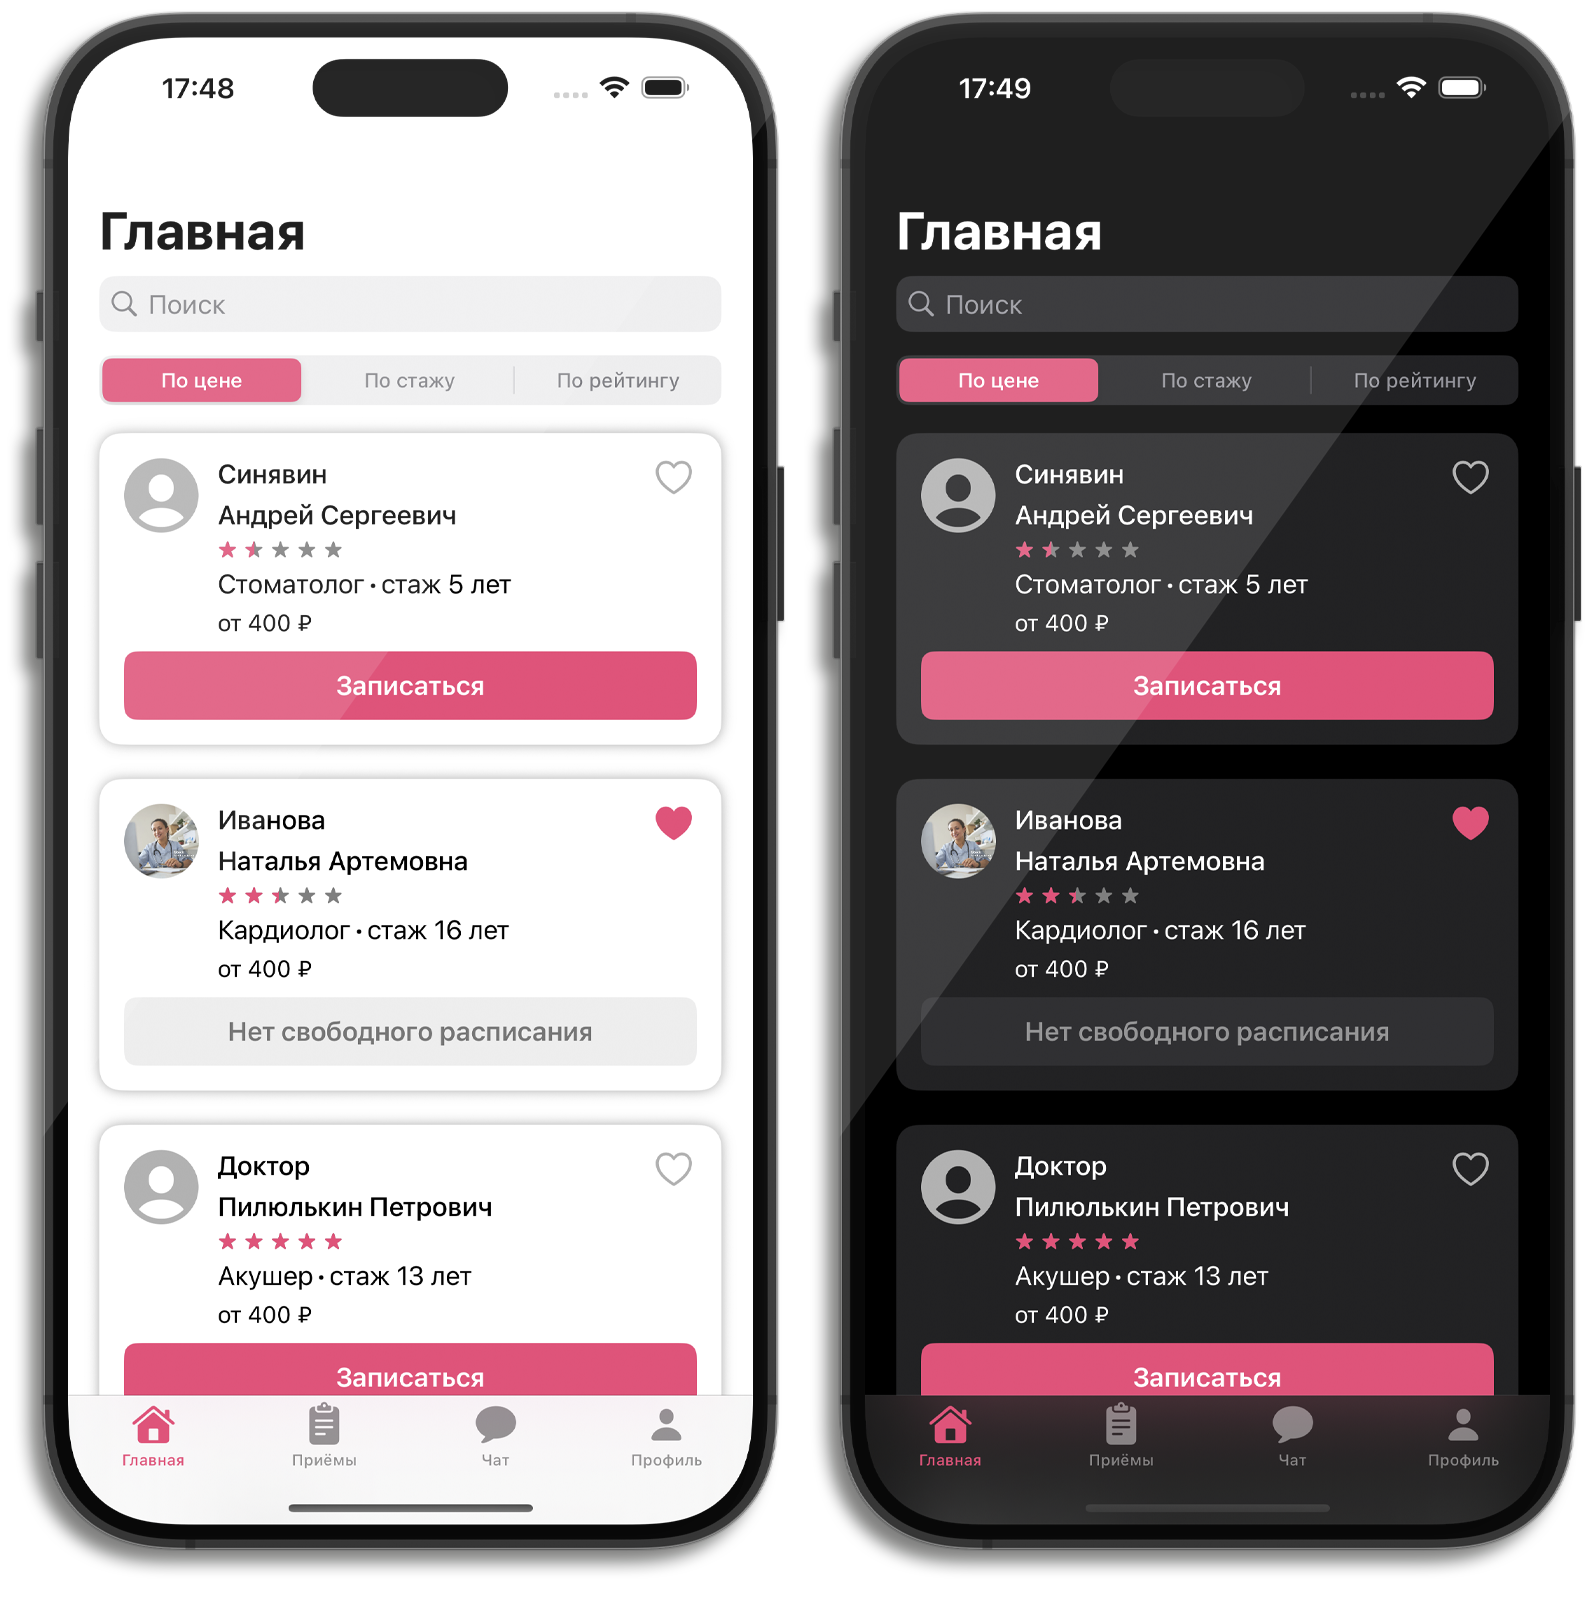 17:48
Главная
Поиск
По цене
По стажу
По рейтингу
Синявин
Андрей Сергеевич
Стоматолог · стаж 5 лет
от 400 ₽
Записаться
Иванова
Наталья Артемовна
Кардиолог · стаж 16 лет
от 400 ₽
Нет свободного расписания
Доктор
Пилюлькин Петрович
Акушер · стаж 13 лет
от 400 ₽
Записаться
Главная
Приёмы
Чат
Профиль
17:49
Главная
Поиск
По цене
По стажу
По рейтингу
Синявин
Андрей Сергеевич
Стоматолог · стаж 5 лет
от 400 ₽
Записаться
Иванова
Наталья Артемовна
Кардиолог · стаж 16 лет
от 400 ₽
Нет свободного расписания
Доктор
Пилюлькин Петрович
Акушер · стаж 13 лет
от 400 ₽
Записаться
Главная
Приёмы
Чат
Профиль